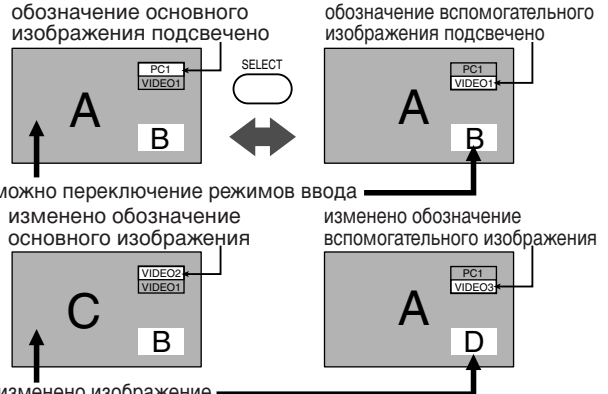 обозначение основного
изображения подсвечено
обозначение вспомогательного
изображения подсвечено
PC1
VIDEO1
A
B
SELECT
PC1
VIDEO1
A
B
можно переключение режимов ввода
изменено обозначение
основного изображения
изменено обозначение
вспомогательного изображения
VIDEO2
VIDEO1
C
B
PC1
VIDEO3
A
D
изменено изображение